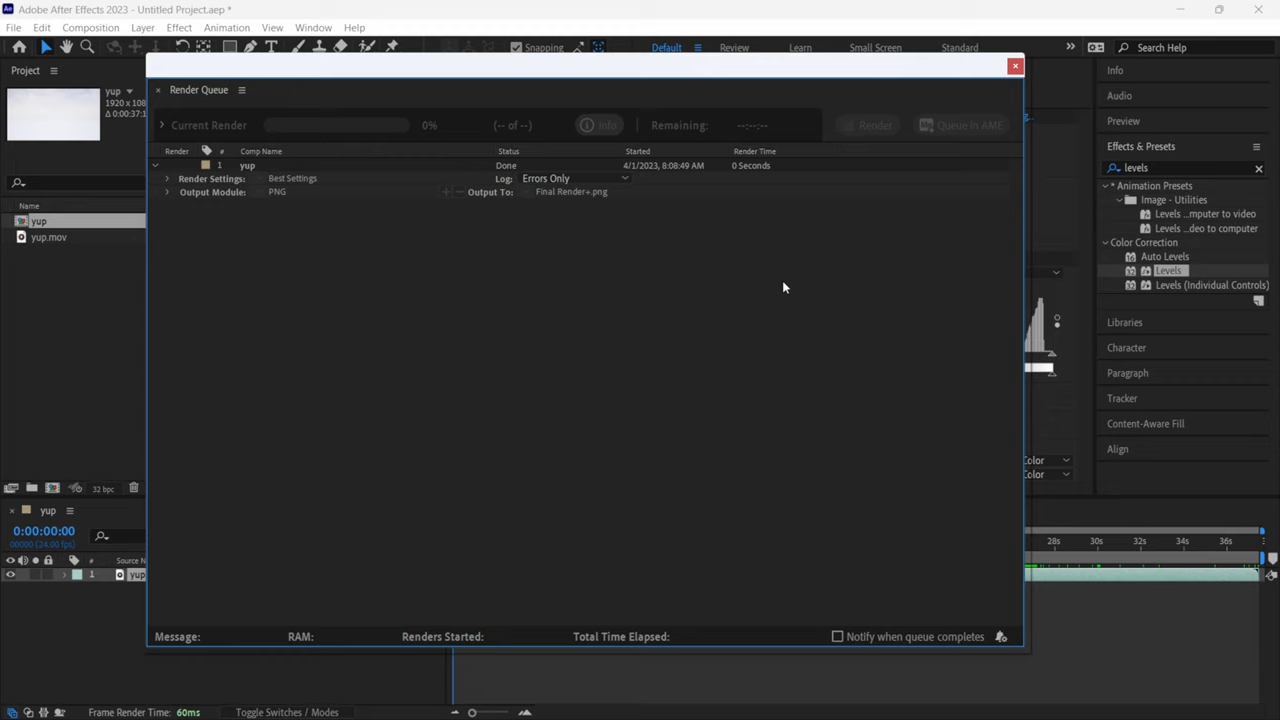 Adobe After Effects 2023 - Untitled Project.aep *
File Edit Composition Layer Effect Animation View Window Help
Snapping Default Review Learn Small Screen Standard Search Help
Project
yup
1920 x 108
Δ 0:00:37:1
Name
yup
yup.mov
32 bpc
Render Queue
Current Render 0% (-- of --) Info Remaining: --:--:-- Render Queue in AME
Render # Comp Name Status Started Render Time
1 yup Done 4/1/2023, 8:08:49 AM 0 Seconds
Render Settings: Best Settings Log: Errors Only
Output Module: PNG Output To: Final Render+.png
Message: RAM: Renders Started: Total Time Elapsed: Notify when queue completes
Info
Audio
Preview
Effects & Presets
levels
* Animation Presets
Image - Utilities
Levels ...mputer to video
Levels ...deo to computer
Color Correction
Auto Levels
Levels
Levels (Individual Controls)
Libraries
Character
Paragraph
Tracker
Content-Aware Fill
Align
Color
Color
yup
0:00:00:00
00000 (24.00 fps)
# Source N
1 yup
28s 30s 32s 34s 36s
Frame Render Time: 60ms Toggle Switches / Modes